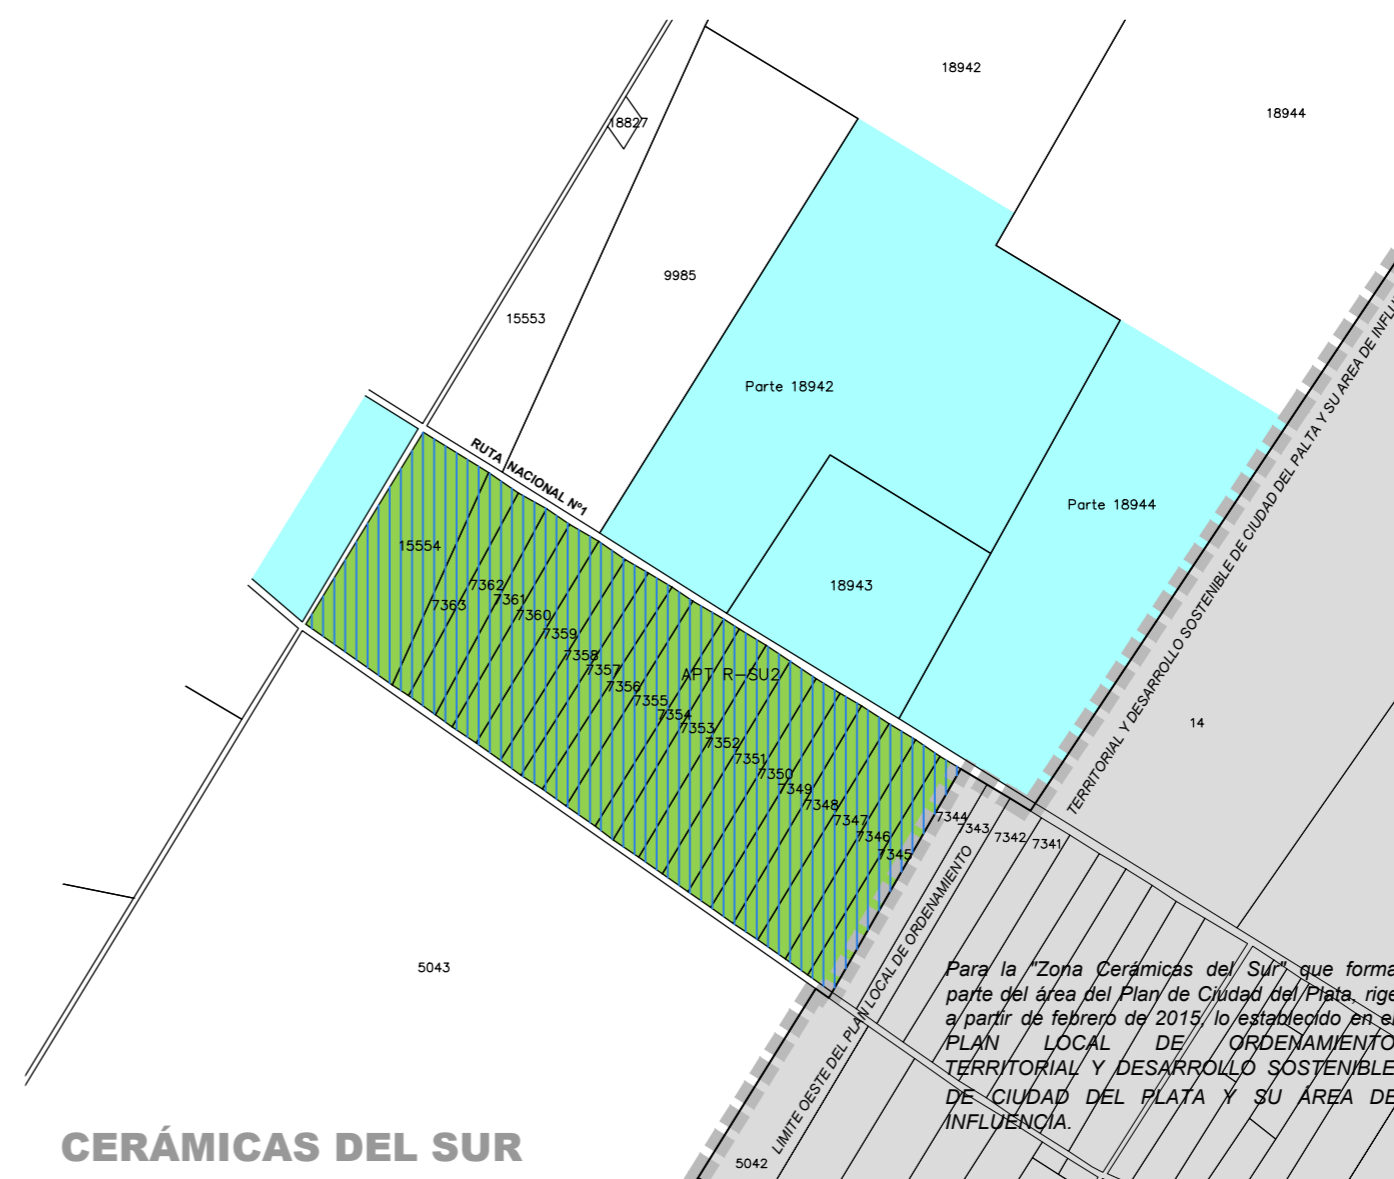 18942
18944
18827
9985
15553
Parte 18942
RUTA NACIONAL Nº1
Parte 18944
15554
18943
7362
7363
7361
7360
7359
7358
7357
7356
APT R-SU2
7355
7354
7353
7352
7351
7350
7349
7348
7347
7346
7345
7344
7343
7342
7341
14
5043
5042
TERRITORIAL Y DESARROLLO SOSTENIBLE DE CIUDAD DEL PALTA Y SU AREA DE INFLU
LIMITE OESTE DEL PLAN LOCAL DE ORDENAMIENTO
Para la "Zona Cerámicas del Sur" que forma
parte del área del Plan de Ciudad del Plata, rige
a partir de febrero de 2015, lo establecido en el
PLAN LOCAL DE ORDENAMIENTO
TERRITORIAL Y DESARROLLO SOSTENIBLE
DE CIUDAD DEL PLATA Y SU ÁREA DE
INFLUENCIA.
CERÁMICAS DEL SUR